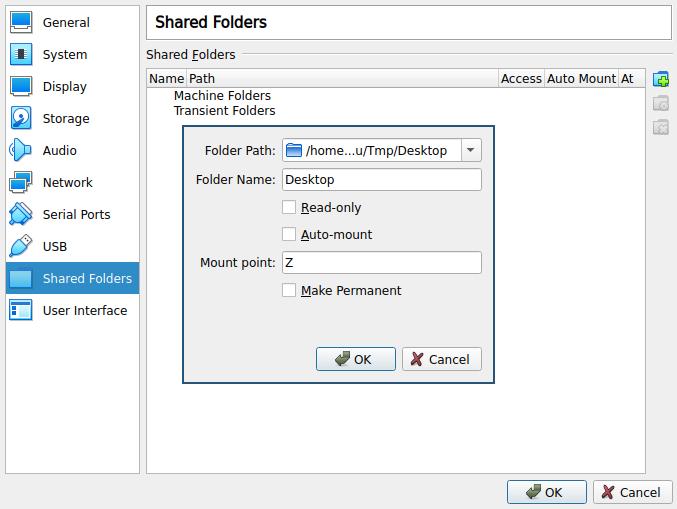 General
System
Display
Storage
Audio
Network
Serial Ports
USB
Shared Folders
User Interface
Shared Folders
Shared Folders
Name Path Access Auto Mount At
Machine Folders
Transient Folders
Folder Path: /home...u/Tmp/Desktop
Folder Name: Desktop
Read-only
Auto-mount
Mount point: Z
Make Permanent
OK Cancel
OK Cancel